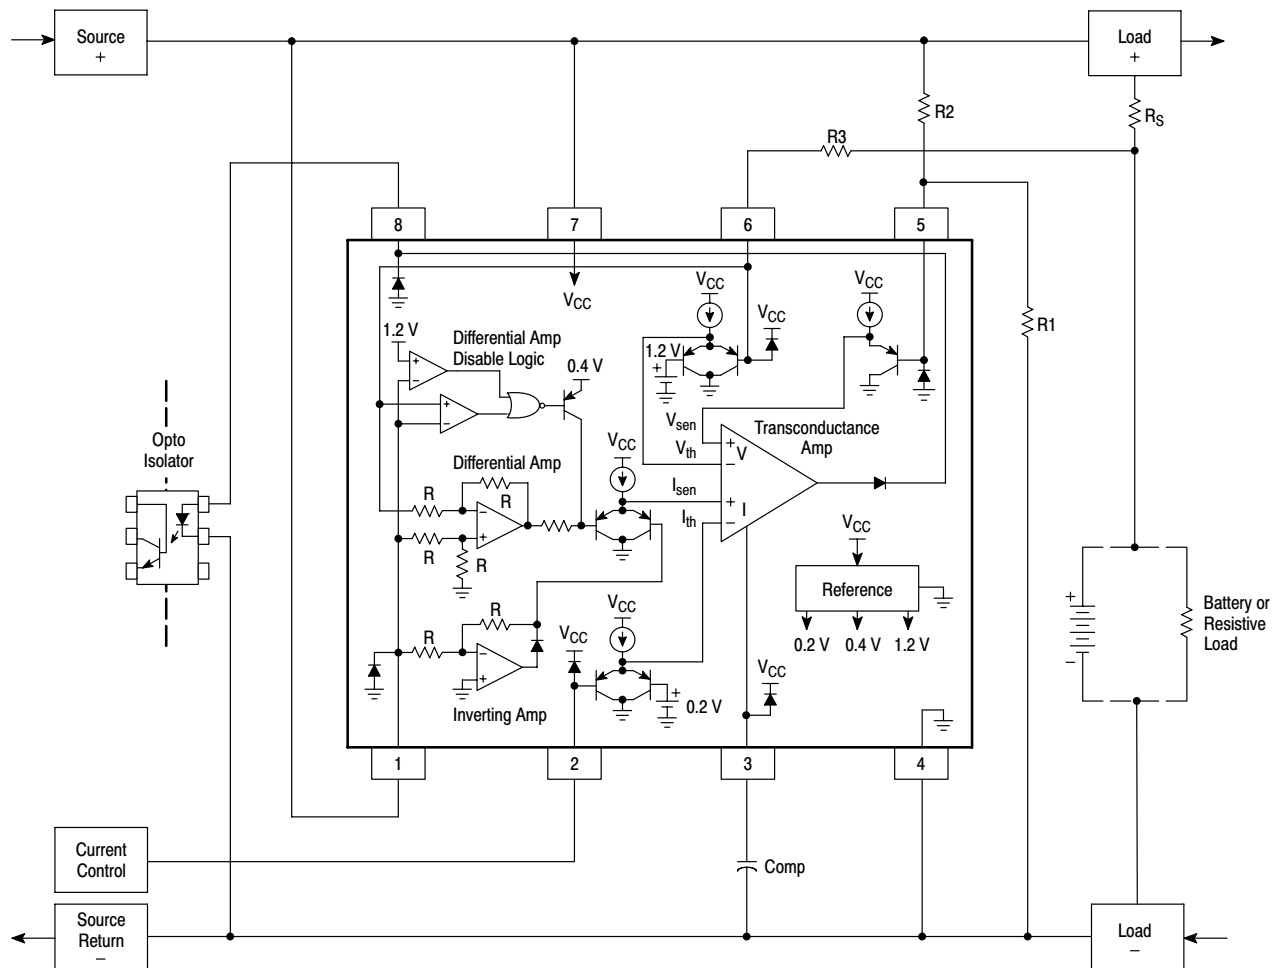 Source
+
Load
+
R2
RS
R3
8
7
6
5
VCC
VCC
VCC
VCC
R1
1.2 V
Differential Amp
Disable Logic
0.4 V
1.2 V
+
+
−
+
−
Vsen
Vth
+
V
−
Transconductance
Amp
Opto
Isolator
VCC
Differential Amp
Isen
Ith
+
I
−
R
R
−
+
R
R
VCC
Reference
0.2 V
0.4 V
1.2 V
+
−
Battery or
Resistive
Load
R
R
VCC
VCC
VCC
−
+
+
0.2 V
Inverting Amp
1
2
3
4
Current
Control
Comp
Source
Return
−
Load
−